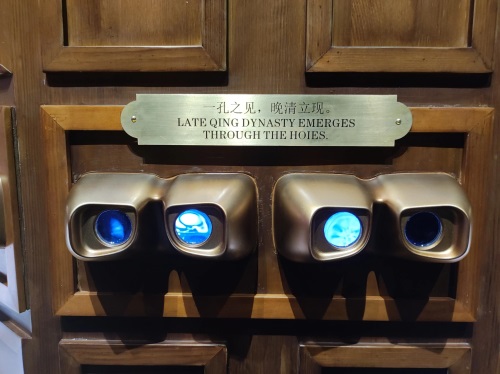 一孔之见，晚清立现。
LATE QING DYNASTY EMERGES
THROUGH THE HOIES.